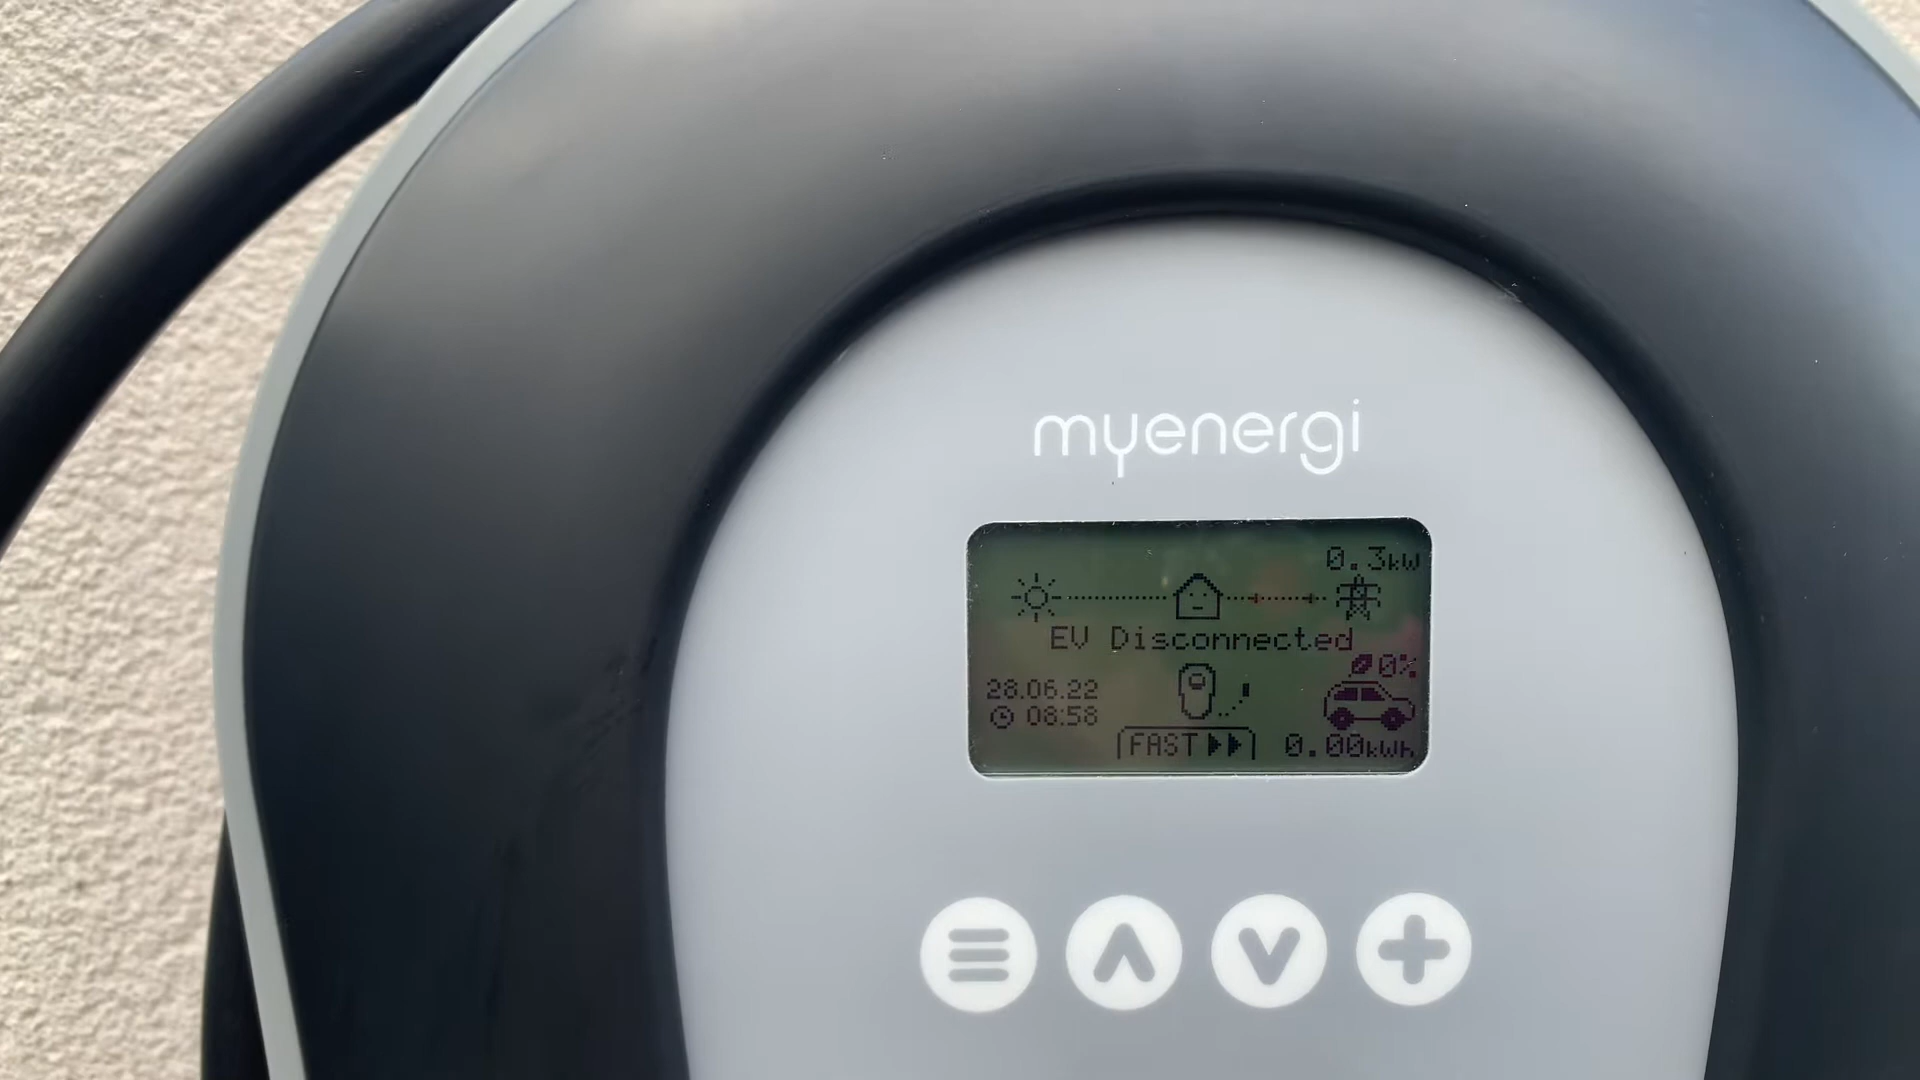 myenergi
0.3kW
EV Disconnected
0%
28.06.22
08:58
FAST
0.00kWh